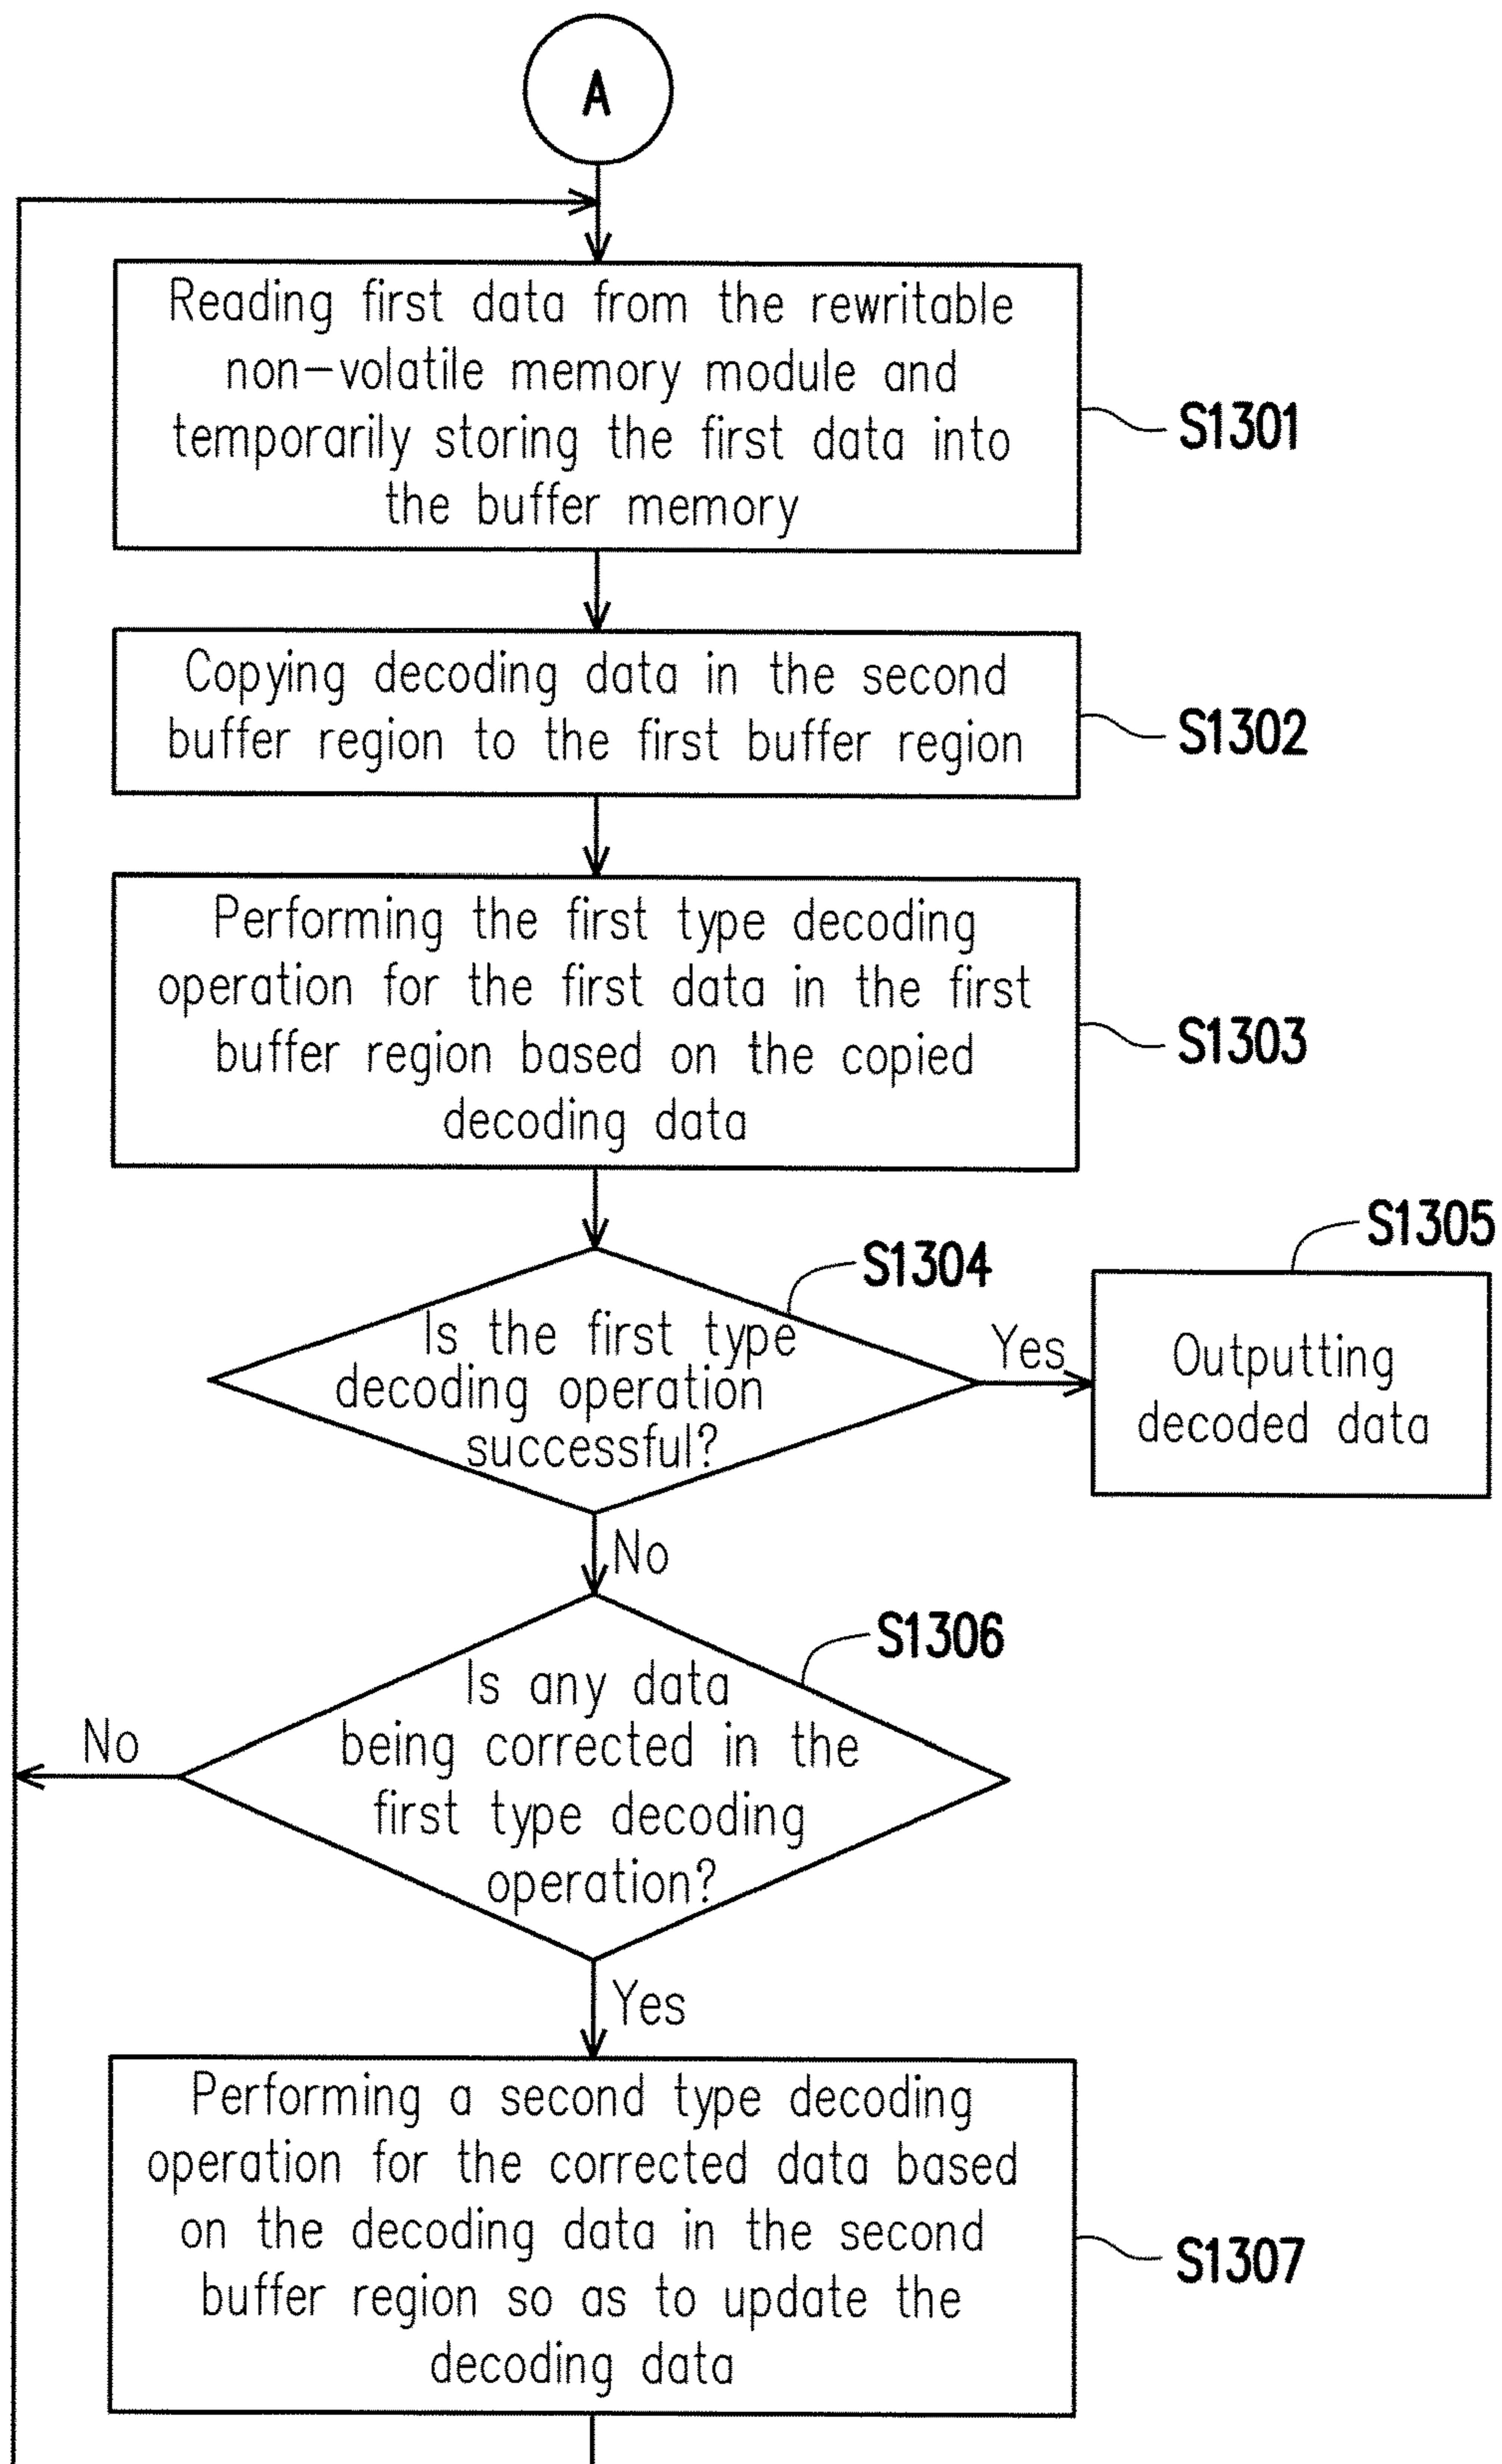 A
Reading first data from the rewritable
non-volatile memory module and
temporarily storing the first data into
the buffer memory
S1301
Copying decoding data in the second
buffer region to the first buffer region
S1302
Performing the first type decoding
operation for the first data in the first
buffer region based on the copied
decoding data
S1303
S1304
Is the first type
decoding operation
successful?
Yes
S1305
Outputting
decoded data
No
S1306
Is any data
being corrected in the
first type decoding
operation?
No
Yes
Performing a second type decoding
operation for the corrected data based
on the decoding data in the second
buffer region so as to update the
decoding data
S1307